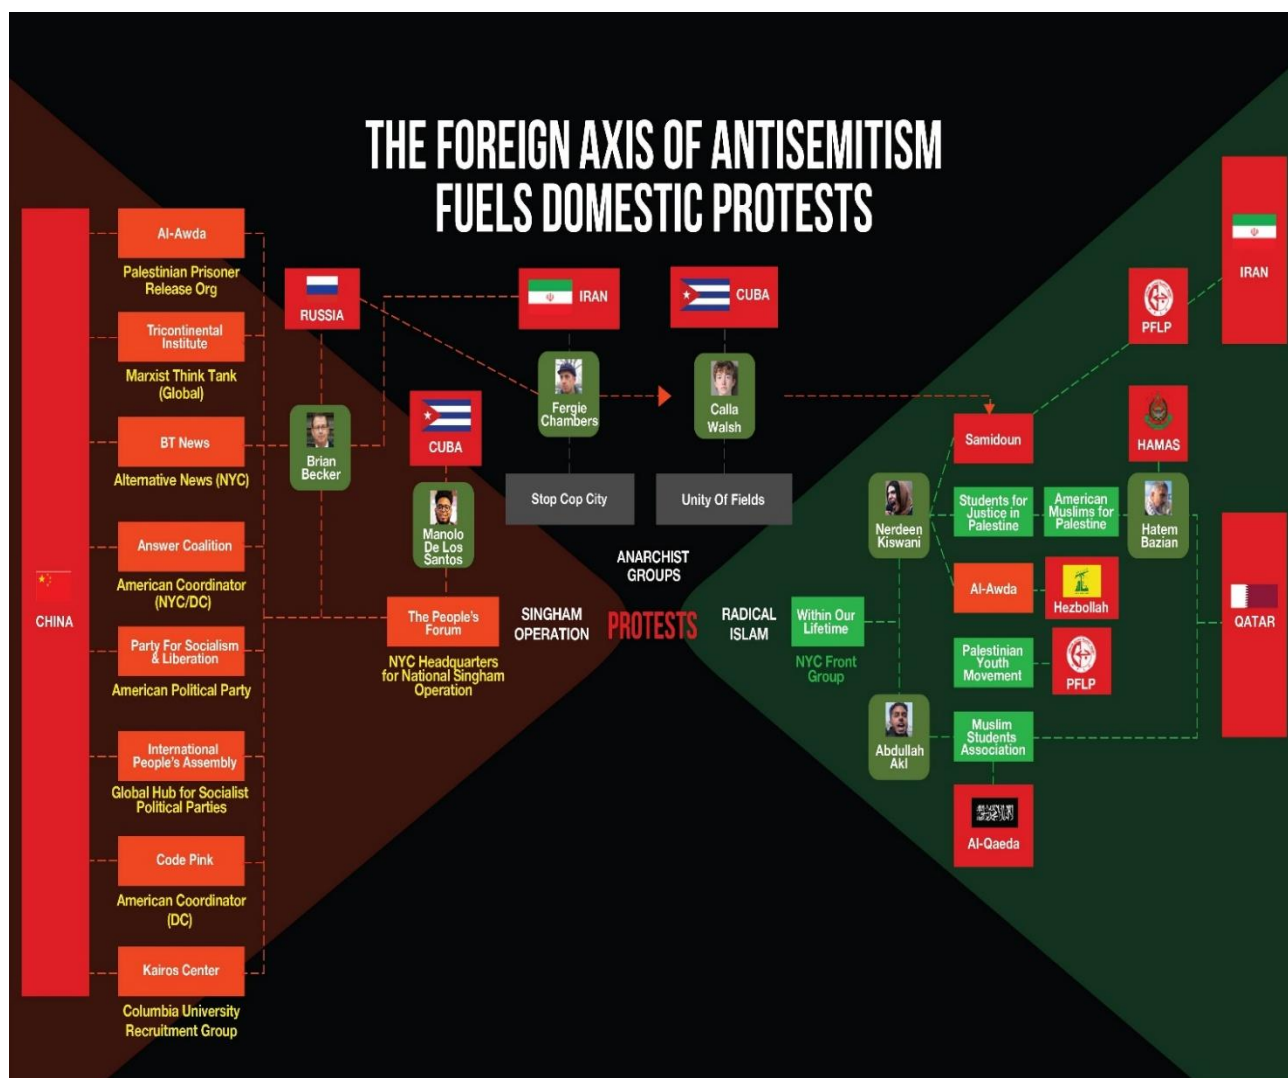 THE FOREIGN AXIS OF ANTISEMITISM
FUELS DOMESTIC PROTESTS
CHINA
Al-Awda
Palestinian Prisoner
Release Org
Tricontinental
Institute
Marxist Think Tank
(Global)
BT News
Alternative News (NYC)
Answer Coalition
American Coordinator
(NYC/DC)
Party For Socialism
& Liberation
American Political Party
International
People's Assembly
Global Hub for Socialist
Political Parties
Code Pink
American Coordinator
(DC)
Kairos Center
Columbia University
Recruitment Group
RUSSIA
Brian
Becker
CUBA
Manolo
De Los
Santos
The People's
Forum
NYC Headquarters
for National Singham
Operation
SINGHAM
OPERATION
IRAN
Fergie
Chambers
Stop Cop City
CUBA
Calla
Walsh
Unity Of Fields
ANARCHIST
GROUPS
PROTESTS
RADICAL
ISLAM
Within Our
Lifetime
NYC Front
Group
Nerdeen
Kiswani
Abdullah
Akl
Samidoun
Students for
Justice in
Palestine
American
Muslims for
Palestine
Al-Awda
Hezbollah
Palestinian
Youth
Movement
PFLP
Muslim
Students
Association
Al-Qaeda
PFLP
HAMAS
Hatem
Bazian
IRAN
QATAR